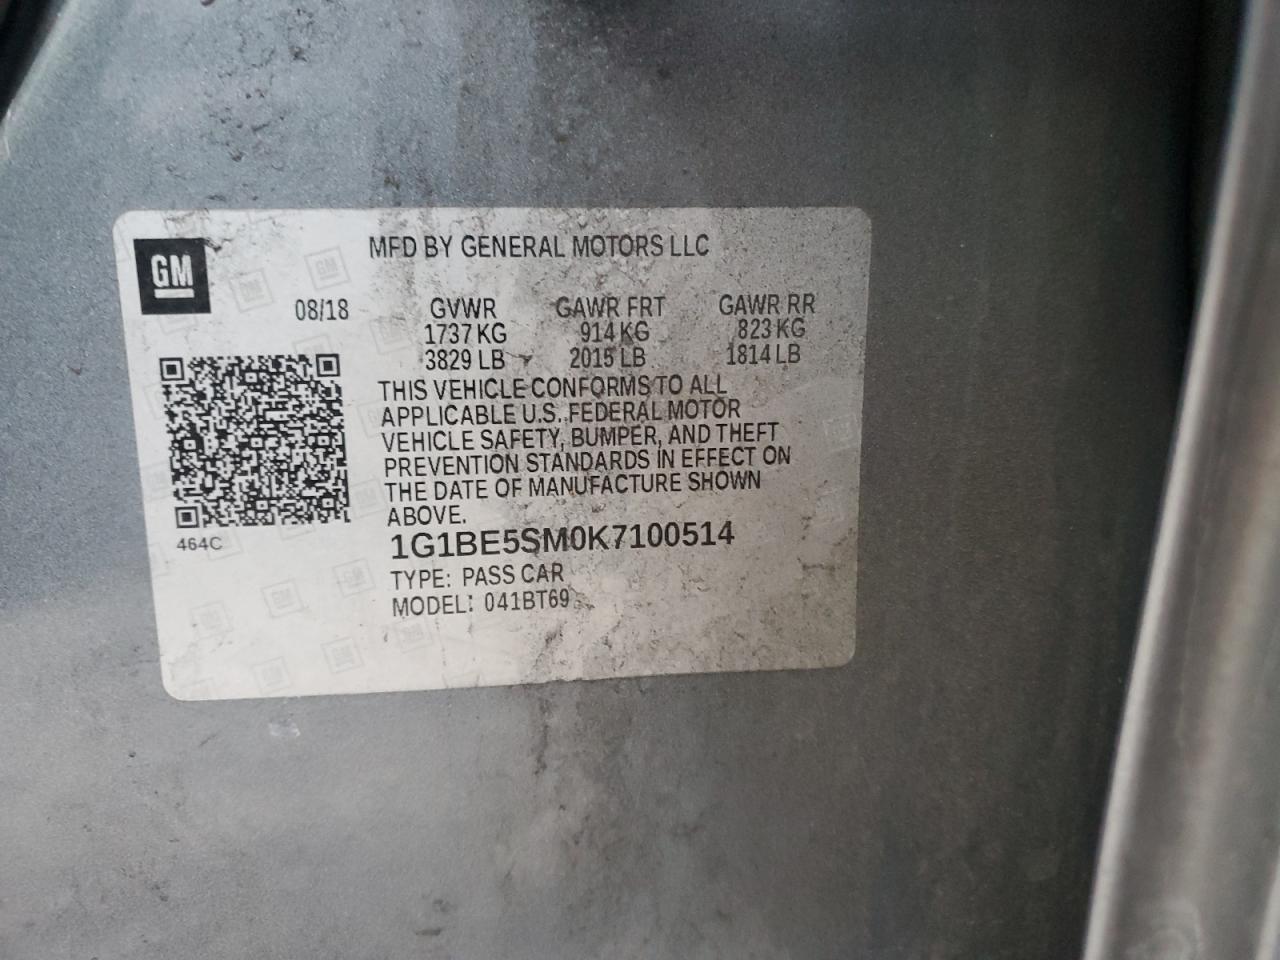 GM
MFD BY GENERAL MOTORS LLC
08/18 GVWR GAWR FRT GAWR RR
1737 KG 914 KG 823 KG
3829 LB 2015 LB 1814 LB
THIS VEHICLE CONFORMS TO ALL
APPLICABLE U.S. FEDERAL MOTOR
VEHICLE SAFETY, BUMPER, AND THEFT
PREVENTION STANDARDS IN EFFECT ON
THE DATE OF MANUFACTURE SHOWN
ABOVE.
464C
1G1BE5SM0K7100514
TYPE: PASS CAR
MODEL: 041BT69